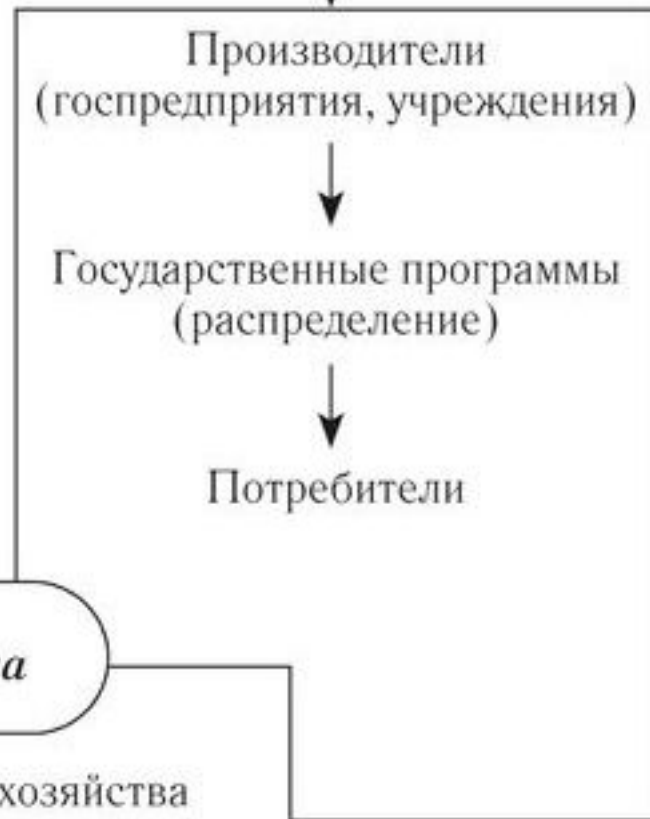 Производители
(госпредприятия, учреждения)
Государственные программы
(распределение)
Потребители
а
хозяйства